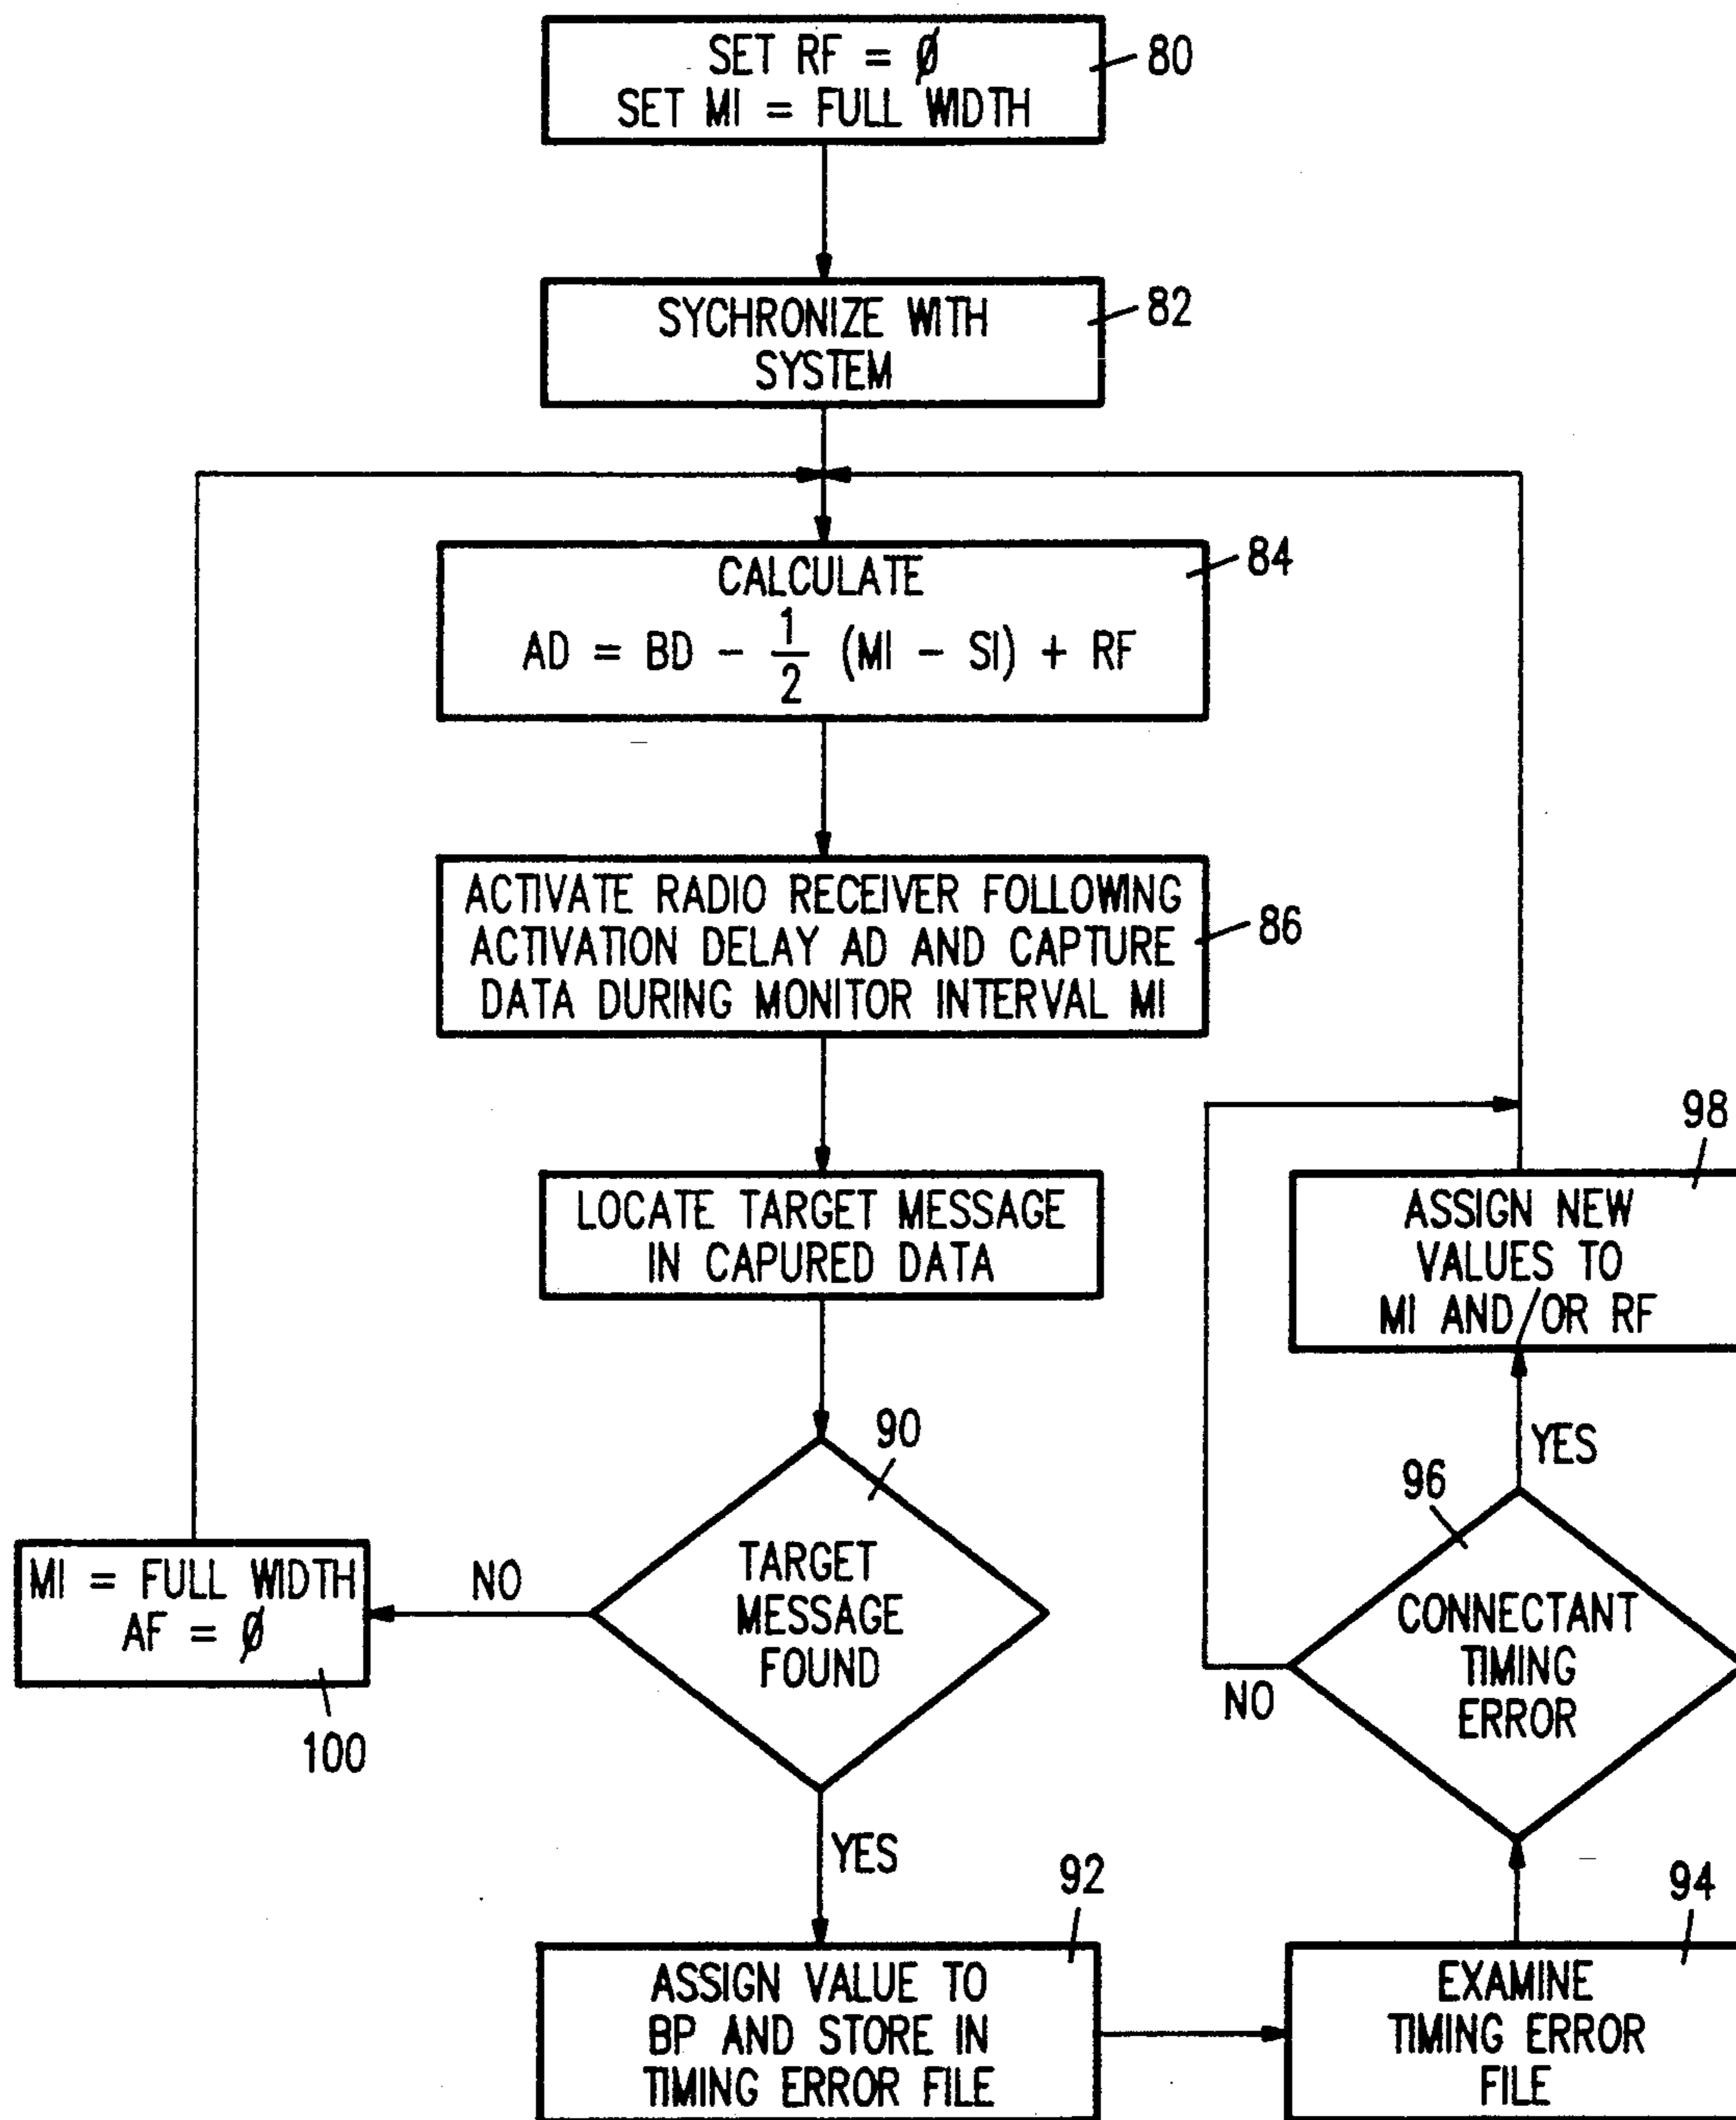 SET RF = Ø
SET MI = FULL WIDTH
80
SYCHRONIZE WITH
SYSTEM
82
CALCULATE
AD = BD - 1/2 (MI - SI) + RF
84
ACTIVATE RADIO RECEIVER FOLLOWING
ACTIVATION DELAY AD AND CAPTURE
DATA DURING MONITOR INTERVAL MI
86
LOCATE TARGET MESSAGE
IN CAPURED DATA
90
TARGET
MESSAGE
FOUND
NO
MI = FULL WIDTH
AF = Ø
100
YES
92
ASSIGN VALUE TO
BP AND STORE IN
TIMING ERROR FILE
94
EXAMINE
TIMING ERROR
FILE
96
CONNECTANT
TIMING
ERROR
NO
YES
98
ASSIGN NEW
VALUES TO
MI AND/OR RF